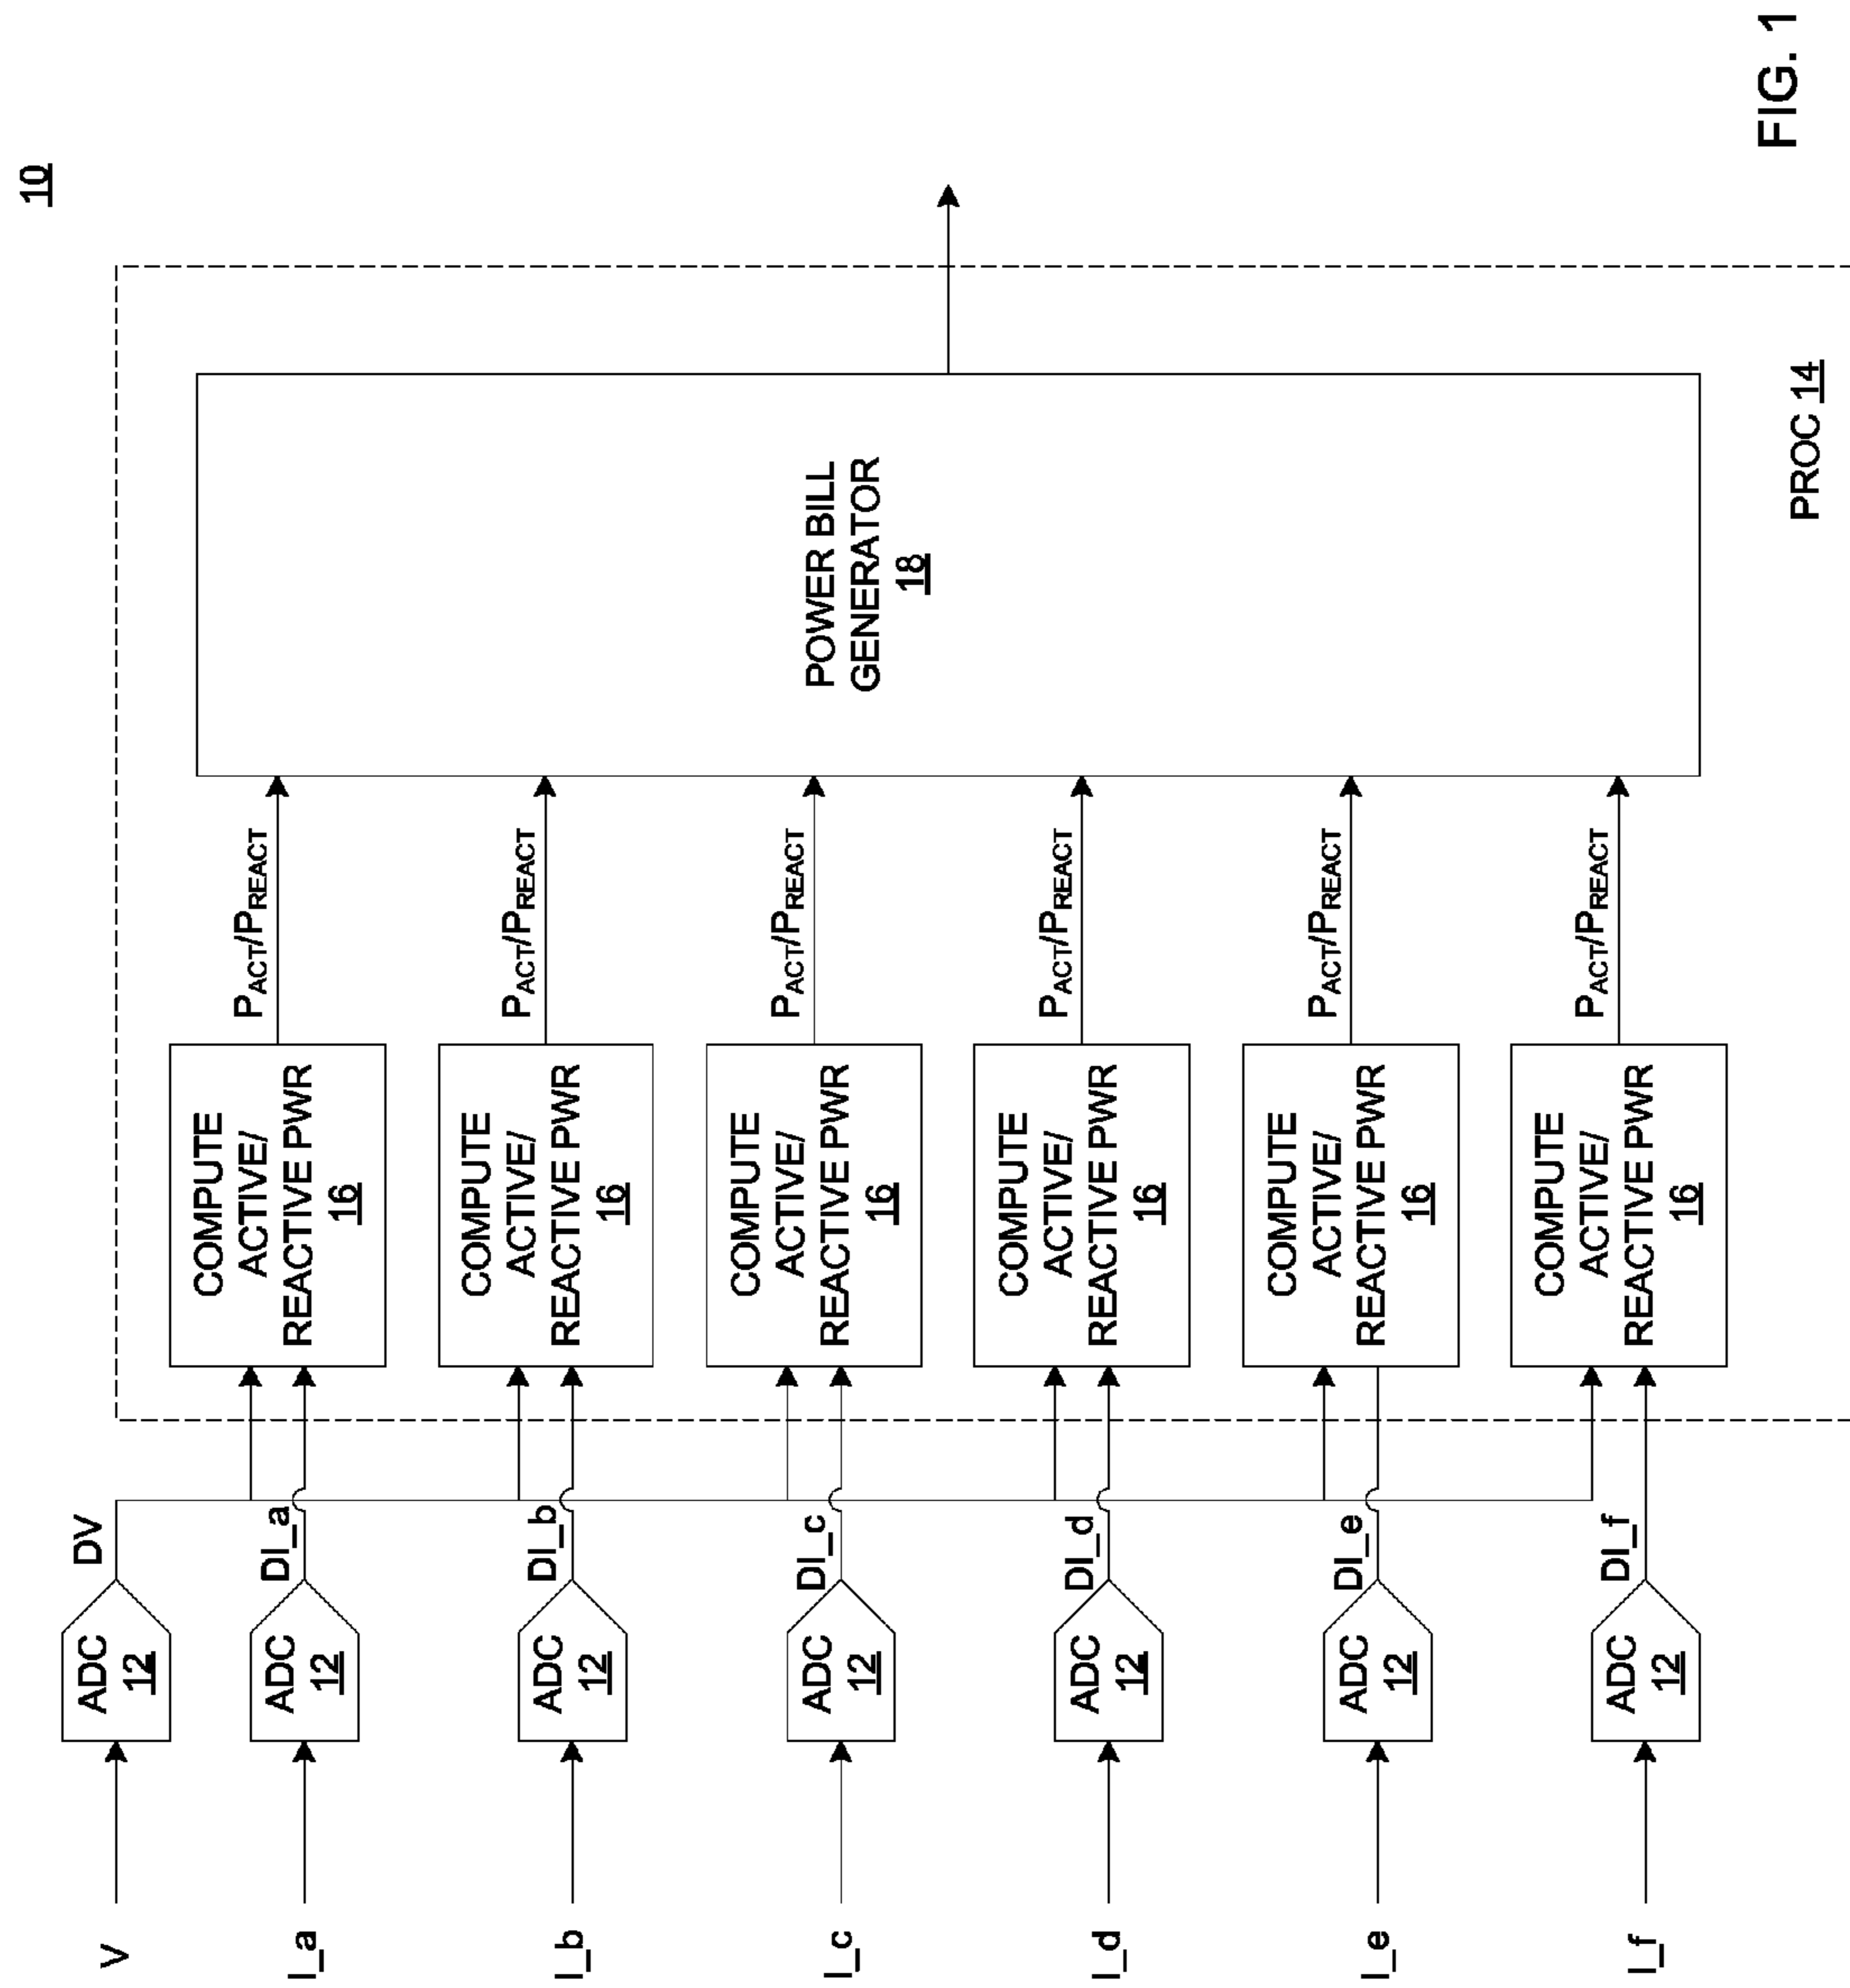 10
V
ADC
12
DV
I_a
ADC
12
DI_a
COMPUTE
ACTIVE/
REACTIVE PWR
16
PACT/PREACT
I_b
ADC
12
DI_b
COMPUTE
ACTIVE/
REACTIVE PWR
16
PACT/PREACT
I_c
ADC
12
DI_c
COMPUTE
ACTIVE/
REACTIVE PWR
16
PACT/PREACT
I_d
ADC
12
DI_d
COMPUTE
ACTIVE/
REACTIVE PWR
16
PACT/PREACT
I_e
ADC
12
DI_e
COMPUTE
ACTIVE/
REACTIVE PWR
16
PACT/PREACT
I_f
ADC
12
DI_f
COMPUTE
ACTIVE/
REACTIVE PWR
16
PACT/PREACT
POWER BILL
GENERATOR
18
PROC 14
FIG. 1